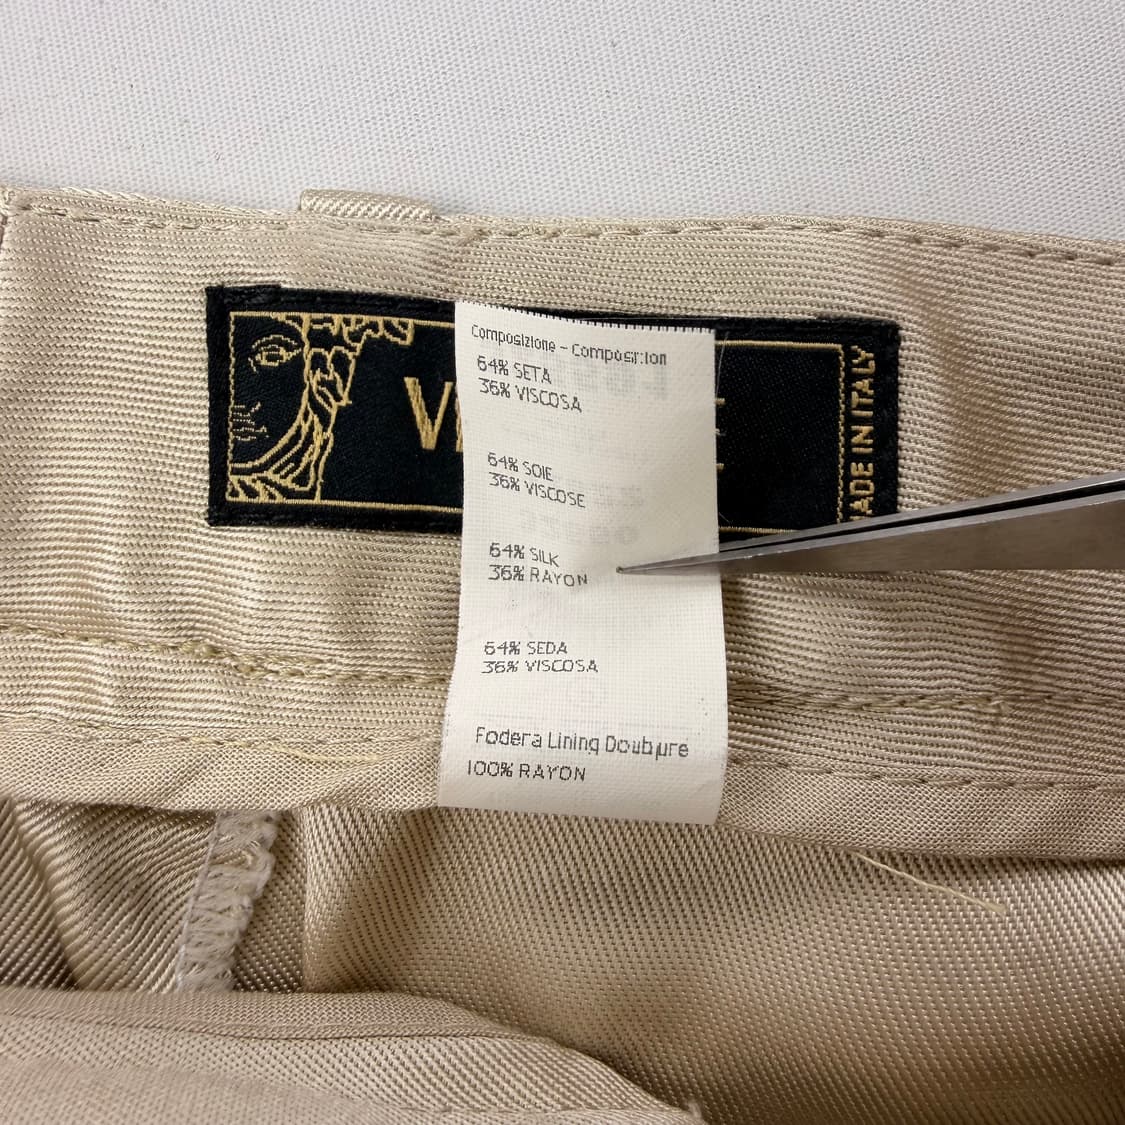 Composizione - Composition
64% SETA
36% VISCOSA
64% SOIE
36% VISCOSE
64% SILK
36% RAYON
64% SEDA
36% VISCOSA
Fodera Lining Doublure
100% RAYON
MADE IN ITALY